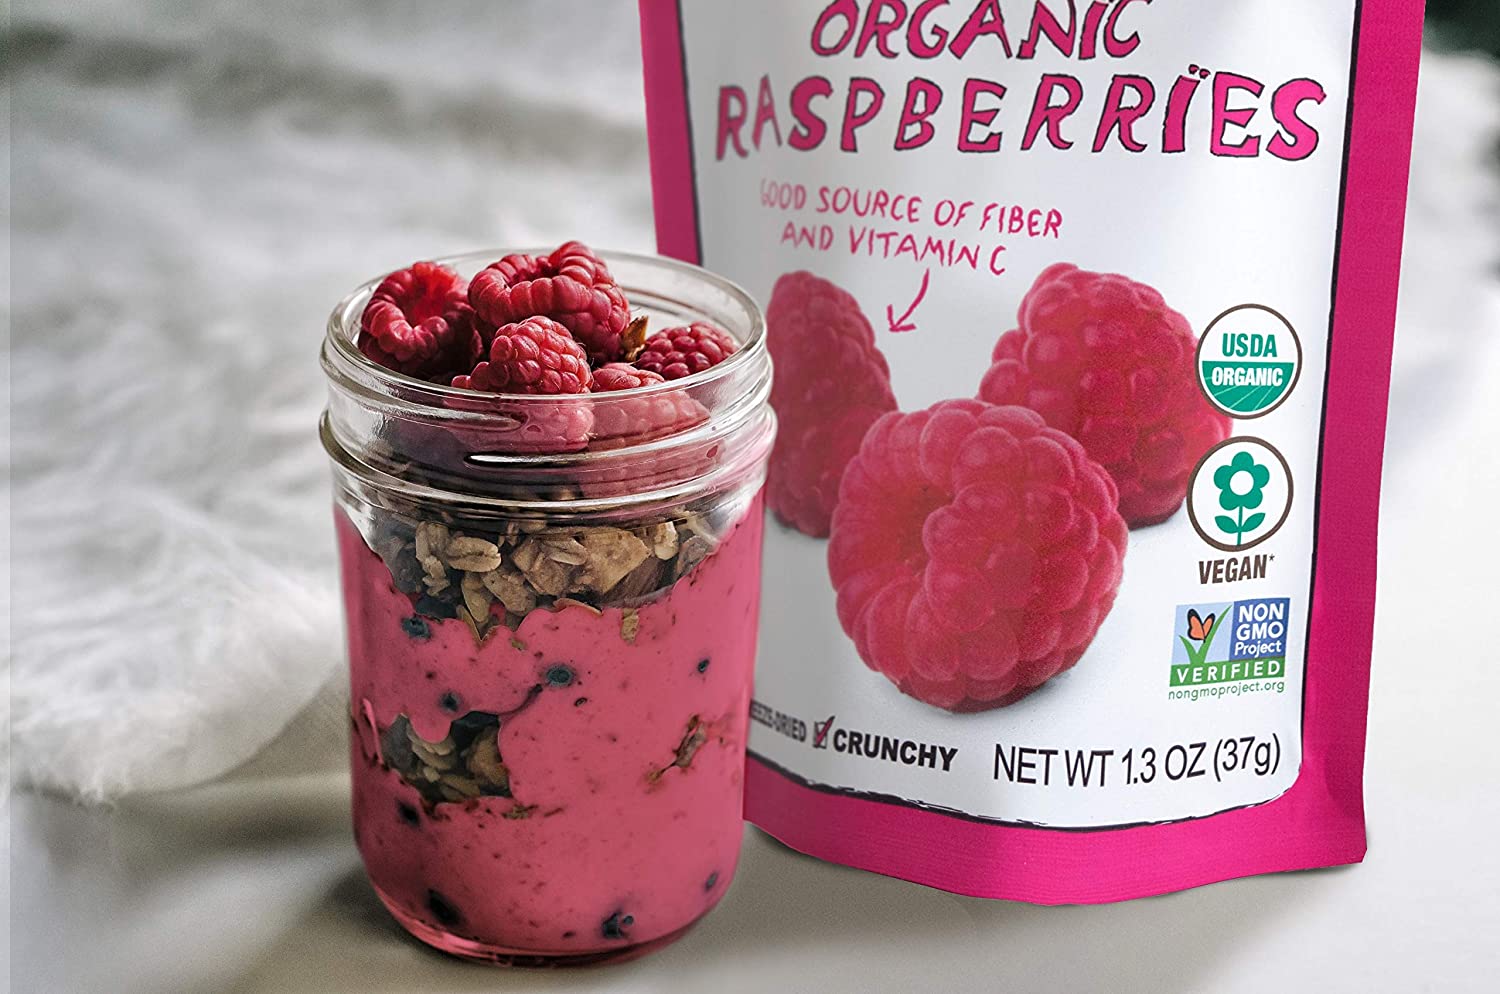 ORGANIC
RASPBERRÏES
GOOD SOURCE OF FIBER
AND VITAMIN C
USDA
ORGANIC
VEGAN*
NON
GMO
Project
VERIFIED
nongmoproject.org
CRUNCHY
NET WT 1.3 OZ (37g)